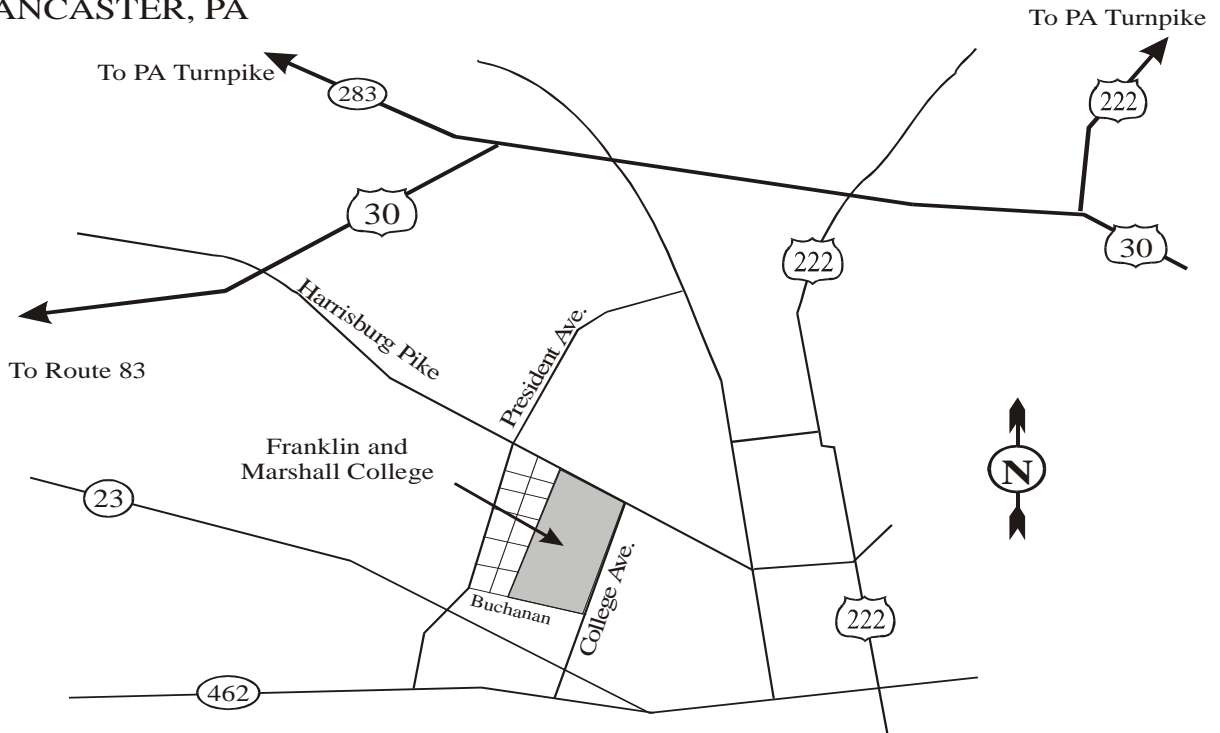 ANCASTER, PA
To PA Turnpike
To PA Turnpike
283
222
30
222
30
Harrisburg Pike
President Ave.
To Route 83
Franklin and
Marshall College
N
23
Buchanan
College Ave.
222
462